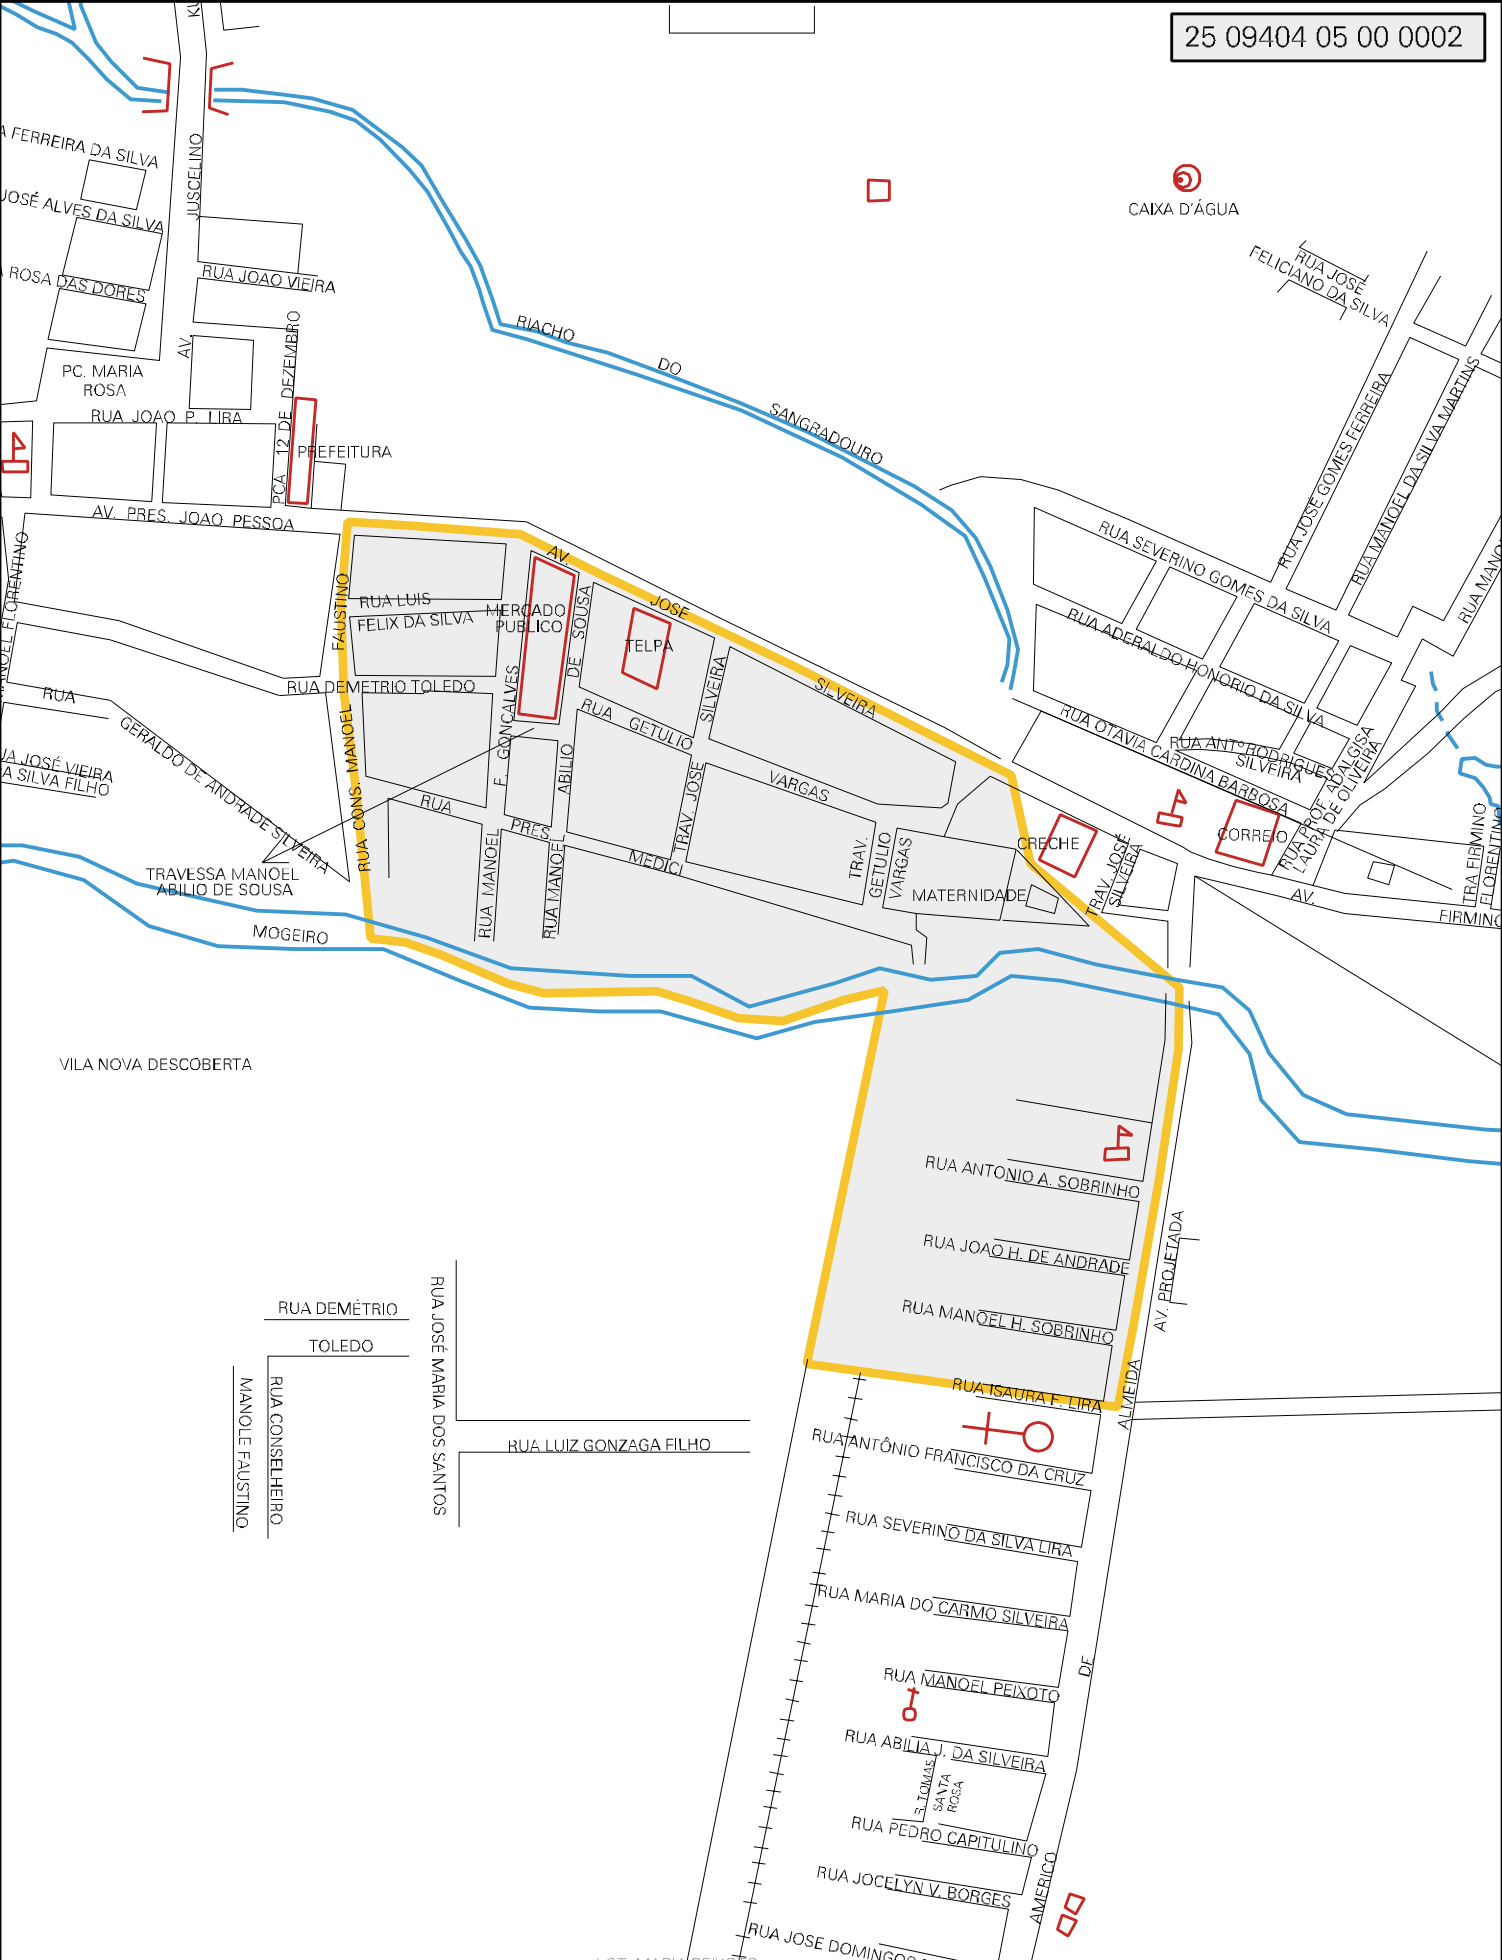 25 09404 05 00 0002
FERREIRA DA SILVA
JOSÉ ALVES DA SILVA
ROSA DAS DORES
JUSCELINO
AV.
RUA JOAO VIEIRA
PC. MARIA
ROSA
RUA JOAO P. LIRA
PCA 12 DE DEZEMBRO
PREFEITURA
AV. PRES. JOAO PESSOA
CAIXA D'ÁGUA
RUA JOSÉ
FELICIANO DA SILVA
RIACHO
DO
SANGRADOURO
RUA JOSÉ GOMES FERREIRA
RUA MANOEL DA SILVA MARTINS
RUA SEVERINO GOMES DA SILVA
RUA ADERALDO HONORIO DA SILVA
RUA OTAVIA CARDINA BARBOSA
RUA ANTº RODRIGUES
SILVEIRA
RUA PROF. ADALGISA
LAURA DE OLIVEIRA
CORREIO
TRA FIRMINO
FLORENTINO
AV.
FIRMINO
AV.
JOSE
SILVEIRA
RUA LUIS
FELIX DA SILVA
MERCADO
PUBLICO
TELPA
RUA DEMETRIO TOLEDO
RUA CONS. MANOEL
FAUSTINO
RUA MANOEL
F. GONCALVES
RUA MANOEL
ABILIO
DE SOUSA
RUA GETULIO
VARGAS
TRAV. JOSE
SILVEIRA
RUA
PRES.
MEDICI
TRAV.
GETULIO
VARGAS
MATERNIDADE
CRECHE
TRAV. JOSÉ
SILVEIRA
RUA
GERALDO DE ANDRADE SILVEIRA
JOSÉ VIEIRA
SILVA FILHO
FLORENTINO
TRAVESSA MANOEL
ABILIO DE SOUSA
MOGEIRO
VILA NOVA DESCOBERTA
RUA ANTONIO A. SOBRINHO
RUA JOAO H. DE ANDRADE
RUA MANOEL H. SOBRINHO
AV. PROJETADA
RUA DEMÉTRIO
TOLEDO
RUA JOSÉ MARIA DOS SANTOS
RUA CONSELHEIRO
MANOLE FAUSTINO
RUA LUIZ GONZAGA FILHO
RUA ISAURA F. LIRA
RUA ANTÔNIO FRANCISCO DA CRUZ
RUA SEVERINO DA SILVA LIRA
RUA MARIA DO CARMO SILVEIRA
RUA MANOEL PEIXOTO
RUA ABILIA J. DA SILVEIRA
R. TOMAS
SANTA
ROSA
RUA PEDRO CAPITULINO
RUA JOCELYN V. BORGES
RUA JOSE DOMINGOS
AMERICO
DE
ALMEIDA